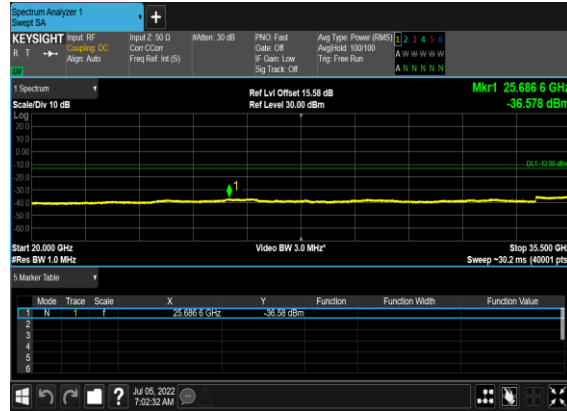 Spectrum Analyzer 1
Swept SA
+
KEYSIGHT Input: RF Input Z: 50 Ω #Atten: 30 dB PNO: Fast Avg Type: Power (RMS) 1 2 3 4 5 6
R T Coupling: DC Corr CCorr Gate: Off Avg|Hold: 100/100 A W W W W W
Align: Auto Freq Ref: Int (S) IF Gain: Low Trig: Free Run
Sig Track: Off A N N N N N
1 Spectrum
Ref Lvl Offset 15.58 dB Mkr1 25.686 6 GHz
Scale/Div 10 dB Ref Level 30.00 dBm -36.578 dBm
Log
20.0
10.0
0.00
-10.0
DL1 -13.00 dBm
-20.0
1
-30.0
-40.0
-50.0
-60.0
Start 20.000 GHz Video BW 3.0 MHz* Stop 35.500 GHz
#Res BW 1.0 MHz Sweep ~30.2 ms (40001 pts)
5 Marker Table
Mode Trace Scale X Y Function Function Width Function Value
1 N 1 f 25.686 6 GHz -36.58 dBm
2
3
4
5
6
?
Jul 05, 2022
7:02:32 AM